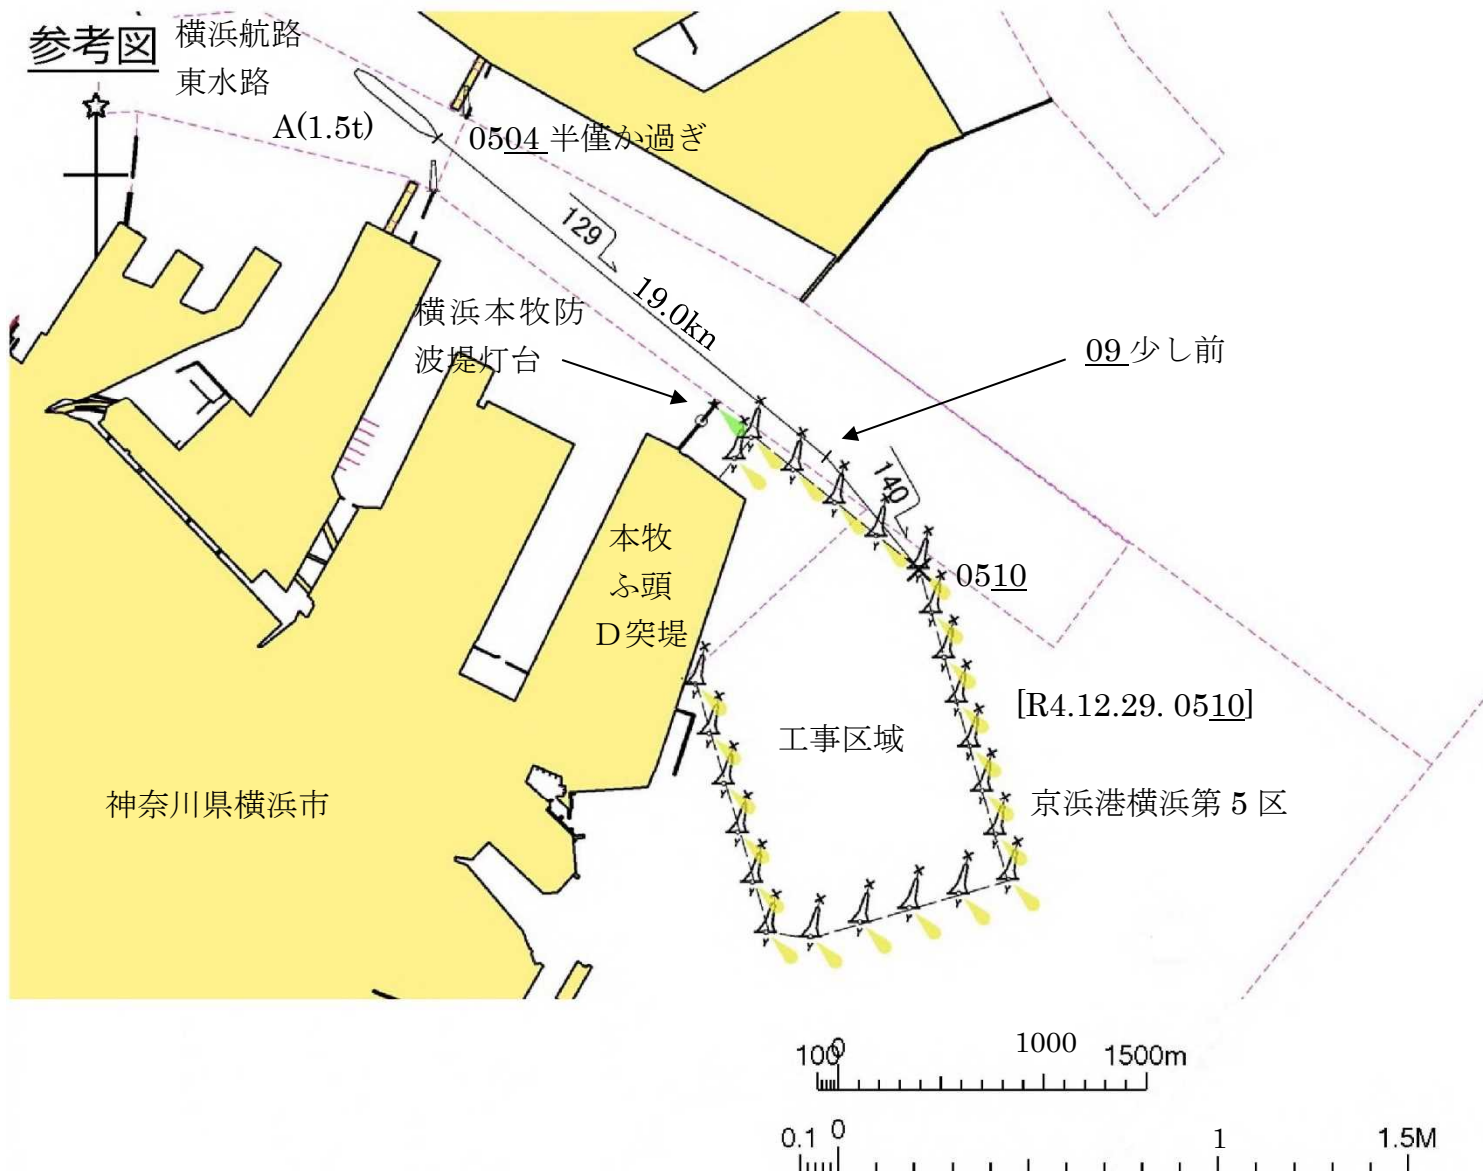 参考図
横浜航路
東水路
A(1.5t)
0504 半僅か過ぎ
129
19.0kn
横浜本牧防
波堤灯台
09 少し前
140
0510
本牧
ふ頭
D突堤
[R4.12.29. 0510]
工事区域
京浜港横浜第 5 区
神奈川県横浜市
100 0 1000 1500m
0.1 0 1 1.5M